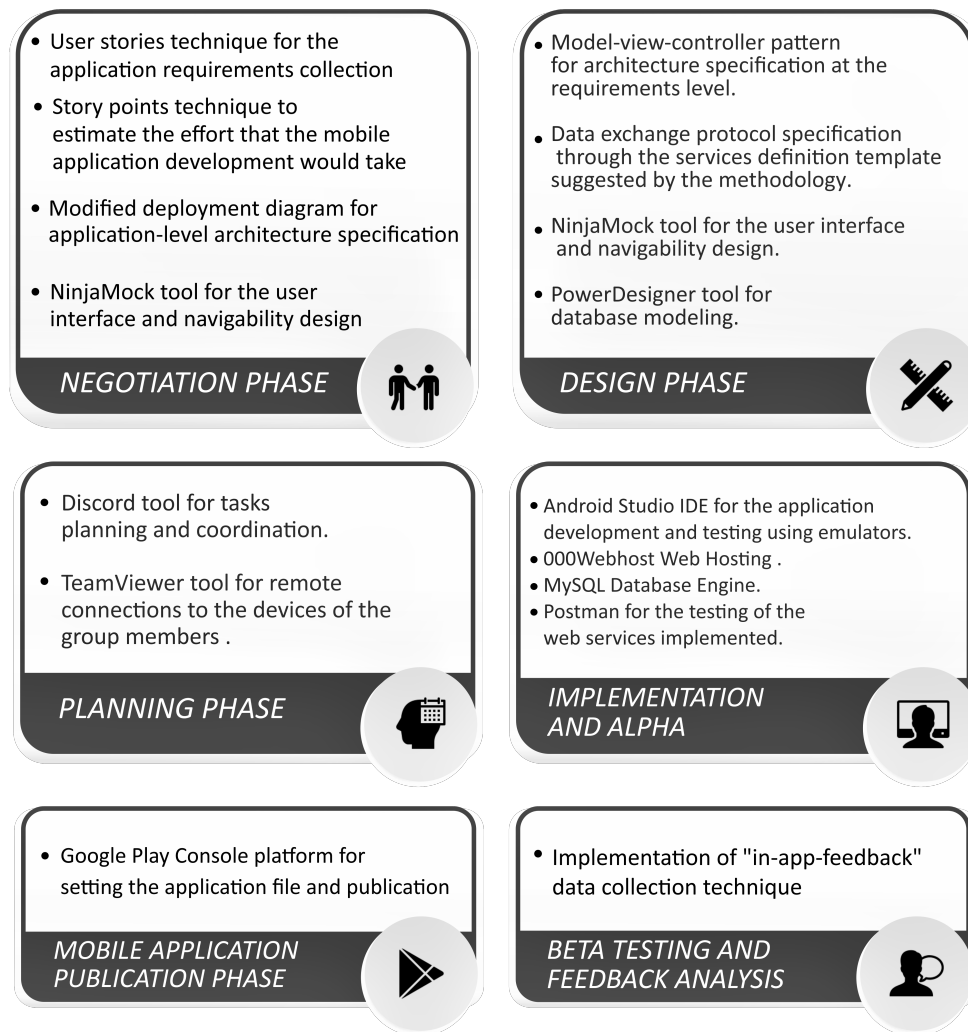 • User stories technique for the
application requirements collection
• Story points technique to
estimate the effort that the mobile
application development would take
• Modified deployment diagram for
application-level architecture specification
• NinjaMock tool for the user
interface and navigability design
NEGOTIATION PHASE
• Model-view-controller pattern
for architecture specification at the
requirements level.
• Data exchange protocol specification
through the services definition template
suggested by the methodology.
• NinjaMock tool for the user interface
and navigability design.
• PowerDesigner tool for
database modeling.
DESIGN PHASE
• Discord tool for tasks
planning and coordination.
• TeamViewer tool for remote
connections to the devices of the
group members .
PLANNING PHASE
• Android Studio IDE for the application
development and testing using emulators.
• 000Webhost Web Hosting .
• MySQL Database Engine.
• Postman for the testing of the
web services implemented.
IMPLEMENTATION
AND ALPHA
• Google Play Console platform for
setting the application file and publication
MOBILE APPLICATION
PUBLICATION PHASE
• Implementation of "in-app-feedback"
data collection technique
BETA TESTING AND
FEEDBACK ANALYSIS